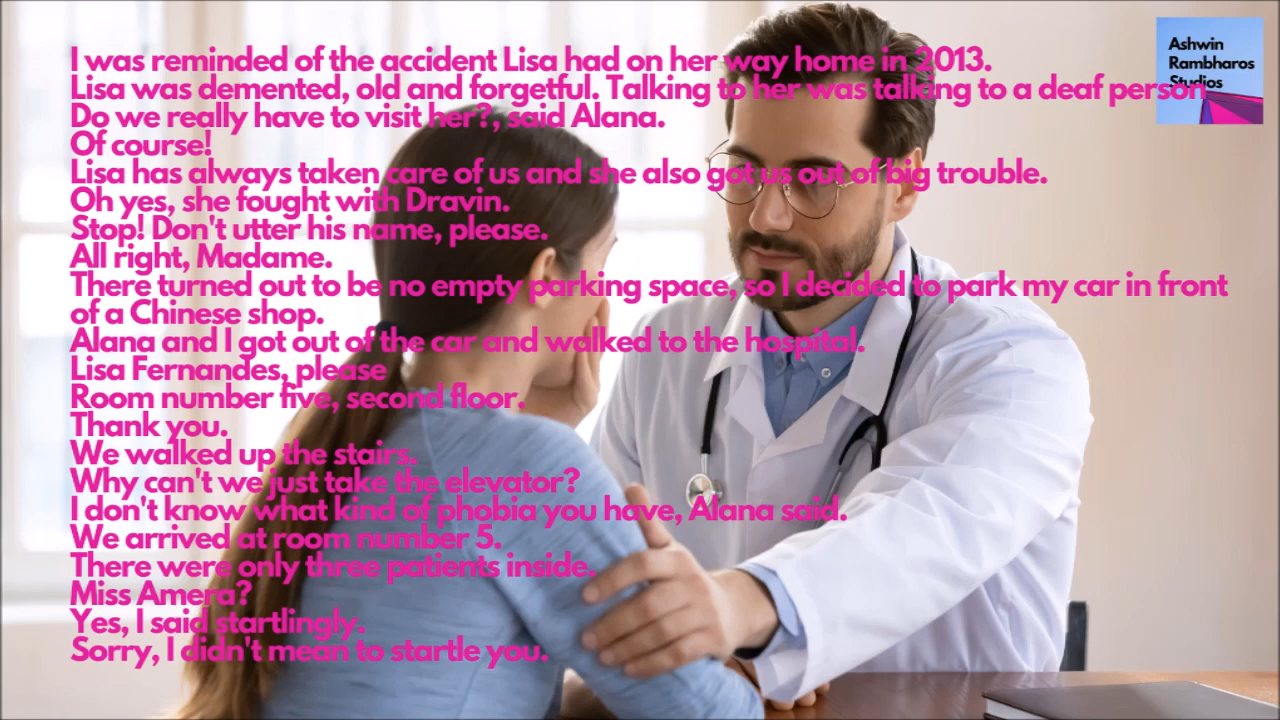 I was reminded of the accident Lisa had on her way home in 2013.
Lisa was demented, old and forgetful. Talking to her was talking to a deaf person.
Do we really have to visit her?, said Alana.
Of course!
Lisa has always taken care of us and she also got us out of big trouble.
Oh yes, she fought with Dravin.
Stop! Don't utter his name, please.
All right, Madame.
There turned out to be no empty parking space, so I decided to park my car in front
of a Chinese shop.
Alana and I got out of the car and walked to the hospital.
Lisa Fernandes, please
Room number five, second floor.
Thank you.
We walked up the stairs.
Why can't we just take the elevator?
I don't know what kind of phobia you have, Alana said.
We arrived at room number 5.
There were only three patients inside.
Miss Amera?
Yes, I said startlingly.
Sorry, I didn't mean to startle you.
Ashwin
Rambharos
Studios